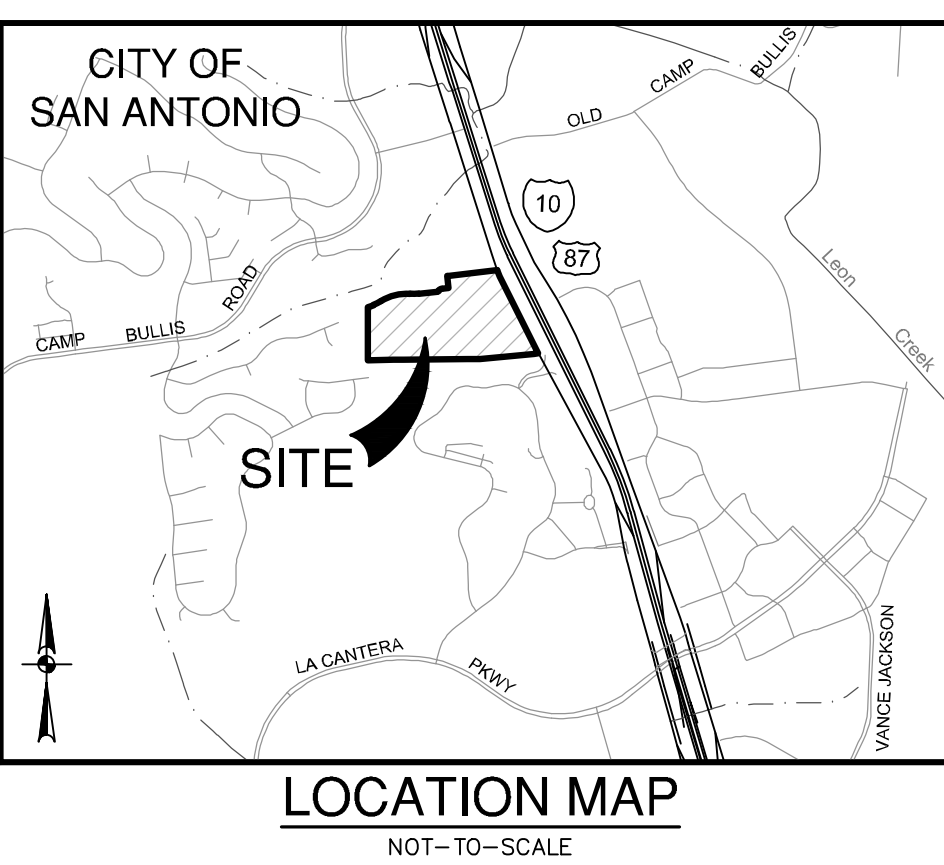 CITY OF
SAN ANTONIO
BULLIS
CAMP
OLD
10
87
Leon
Creek
ROAD
BULLIS
CAMP
SITE
LA CANTERA
PKWY
VANCE JACKSON
LOCATION MAP
NOT-TO-SCALE